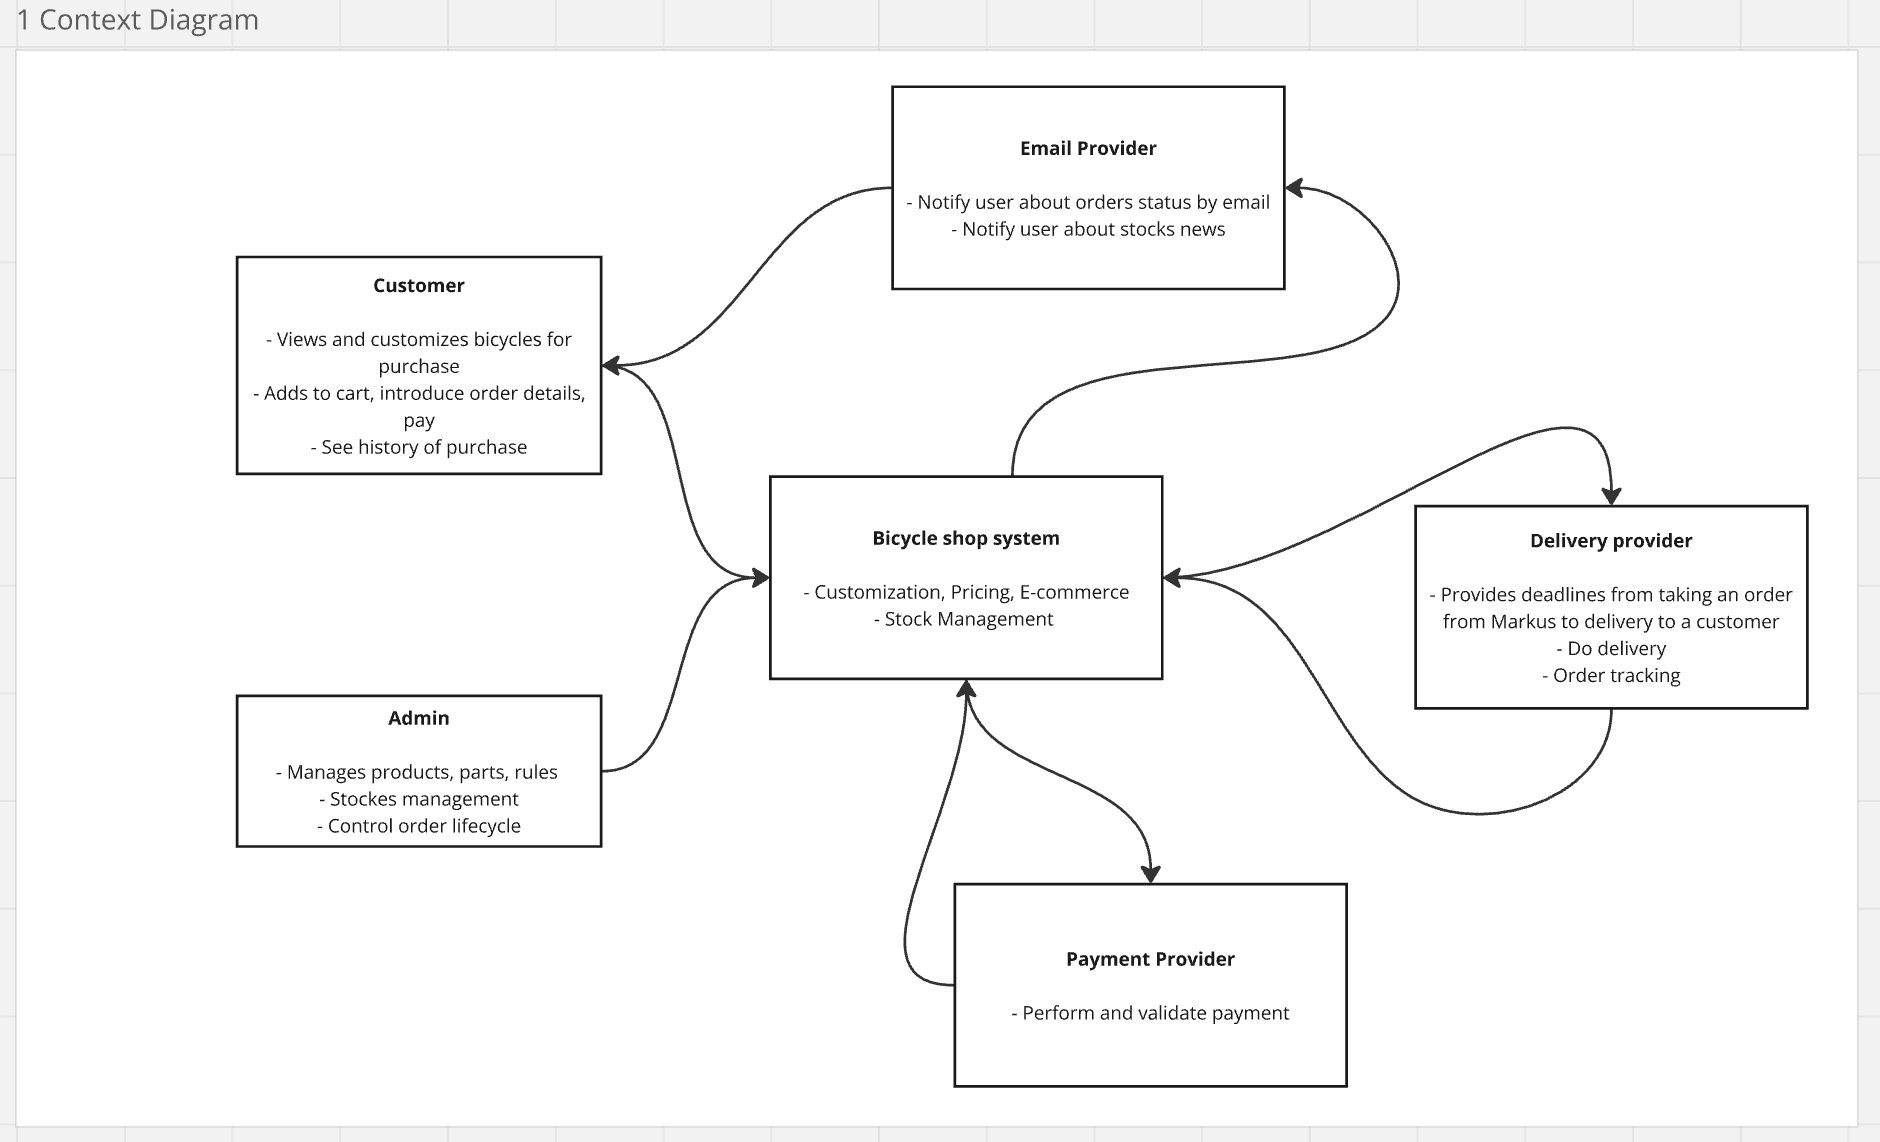 1 Context Diagram
Email Provider
- Notify user about orders status by email
- Notify user about stocks news
Customer
- Views and customizes bicycles for
purchase
- Adds to cart, introduce order details,
pay
- See history of purchase
Bicycle shop system
- Customization, Pricing, E-commerce
- Stock Management
Delivery provider
- Provides deadlines from taking an order
from Markus to delivery to a customer
- Do delivery
- Order tracking
Admin
- Manages products, parts, rules
- Stockes management
- Control order lifecycle
Payment Provider
- Perform and validate payment